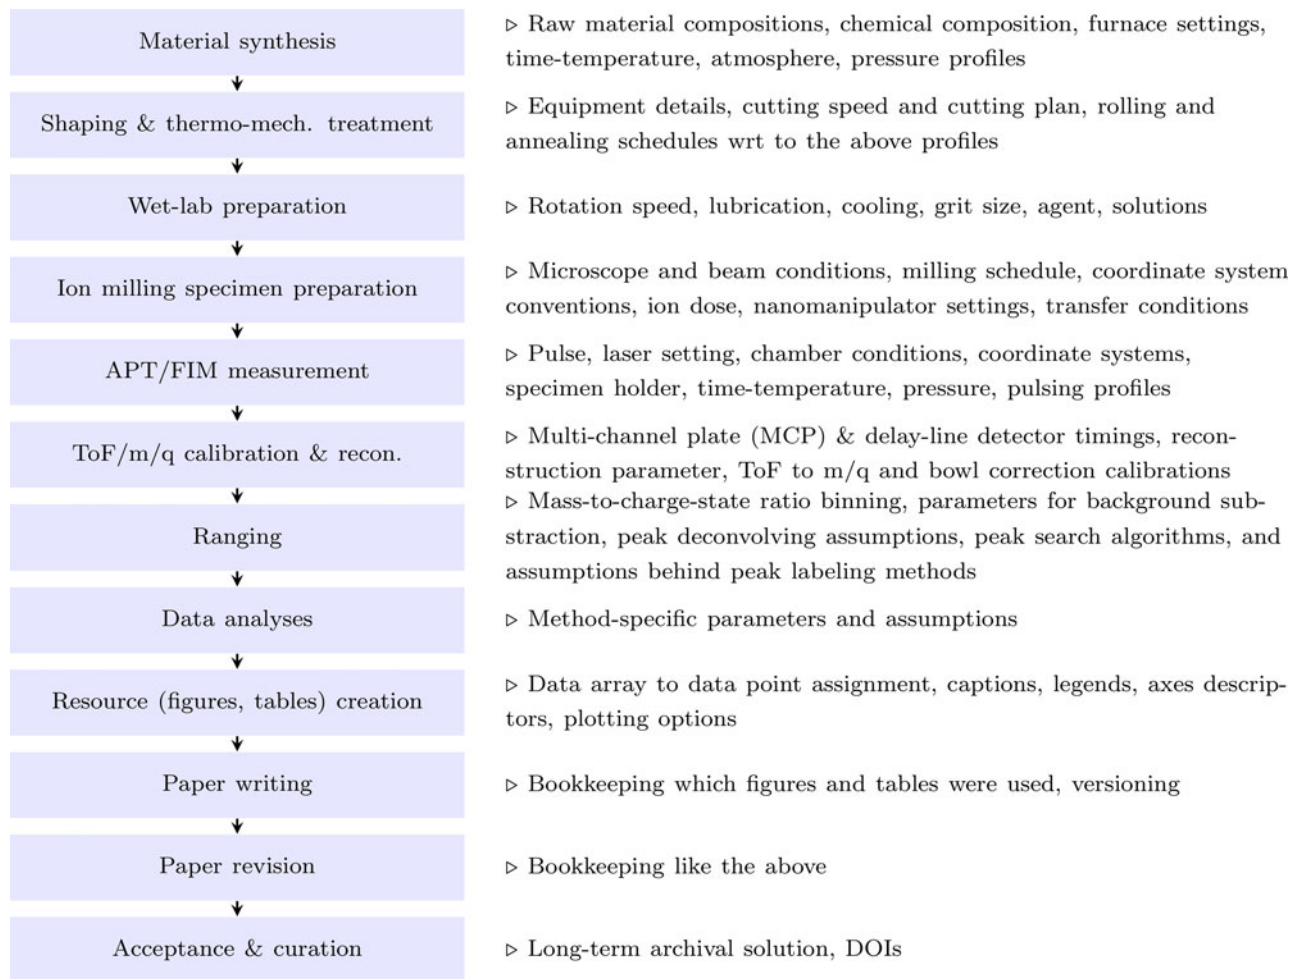 Material synthesis
▷ Raw material compositions, chemical composition, furnace settings,
time-temperature, atmosphere, pressure profiles
Shaping & thermo-mech. treatment
▷ Equipment details, cutting speed and cutting plan, rolling and
annealing schedules wrt to the above profiles
Wet-lab preparation
▷ Rotation speed, lubrication, cooling, grit size, agent, solutions
Ion milling specimen preparation
▷ Microscope and beam conditions, milling schedule, coordinate system
conventions, ion dose, nanomanipulator settings, transfer conditions
APT/FIM measurement
▷ Pulse, laser setting, chamber conditions, coordinate systems,
specimen holder, time-temperature, pressure, pulsing profiles
ToF/m/q calibration & recon.
▷ Multi-channel plate (MCP) & delay-line detector timings, recon-
struction parameter, ToF to m/q and bowl correction calibrations
Ranging
▷ Mass-to-charge-state ratio binning, parameters for background sub-
straction, peak deconvolving assumptions, peak search algorithms, and
assumptions behind peak labeling methods
Data analyses
▷ Method-specific parameters and assumptions
Resource (figures, tables) creation
▷ Data array to data point assignment, captions, legends, axes descrip-
tors, plotting options
Paper writing
▷ Bookkeeping which figures and tables were used, versioning
Paper revision
▷ Bookkeeping like the above
Acceptance & curation
▷ Long-term archival solution, DOIs